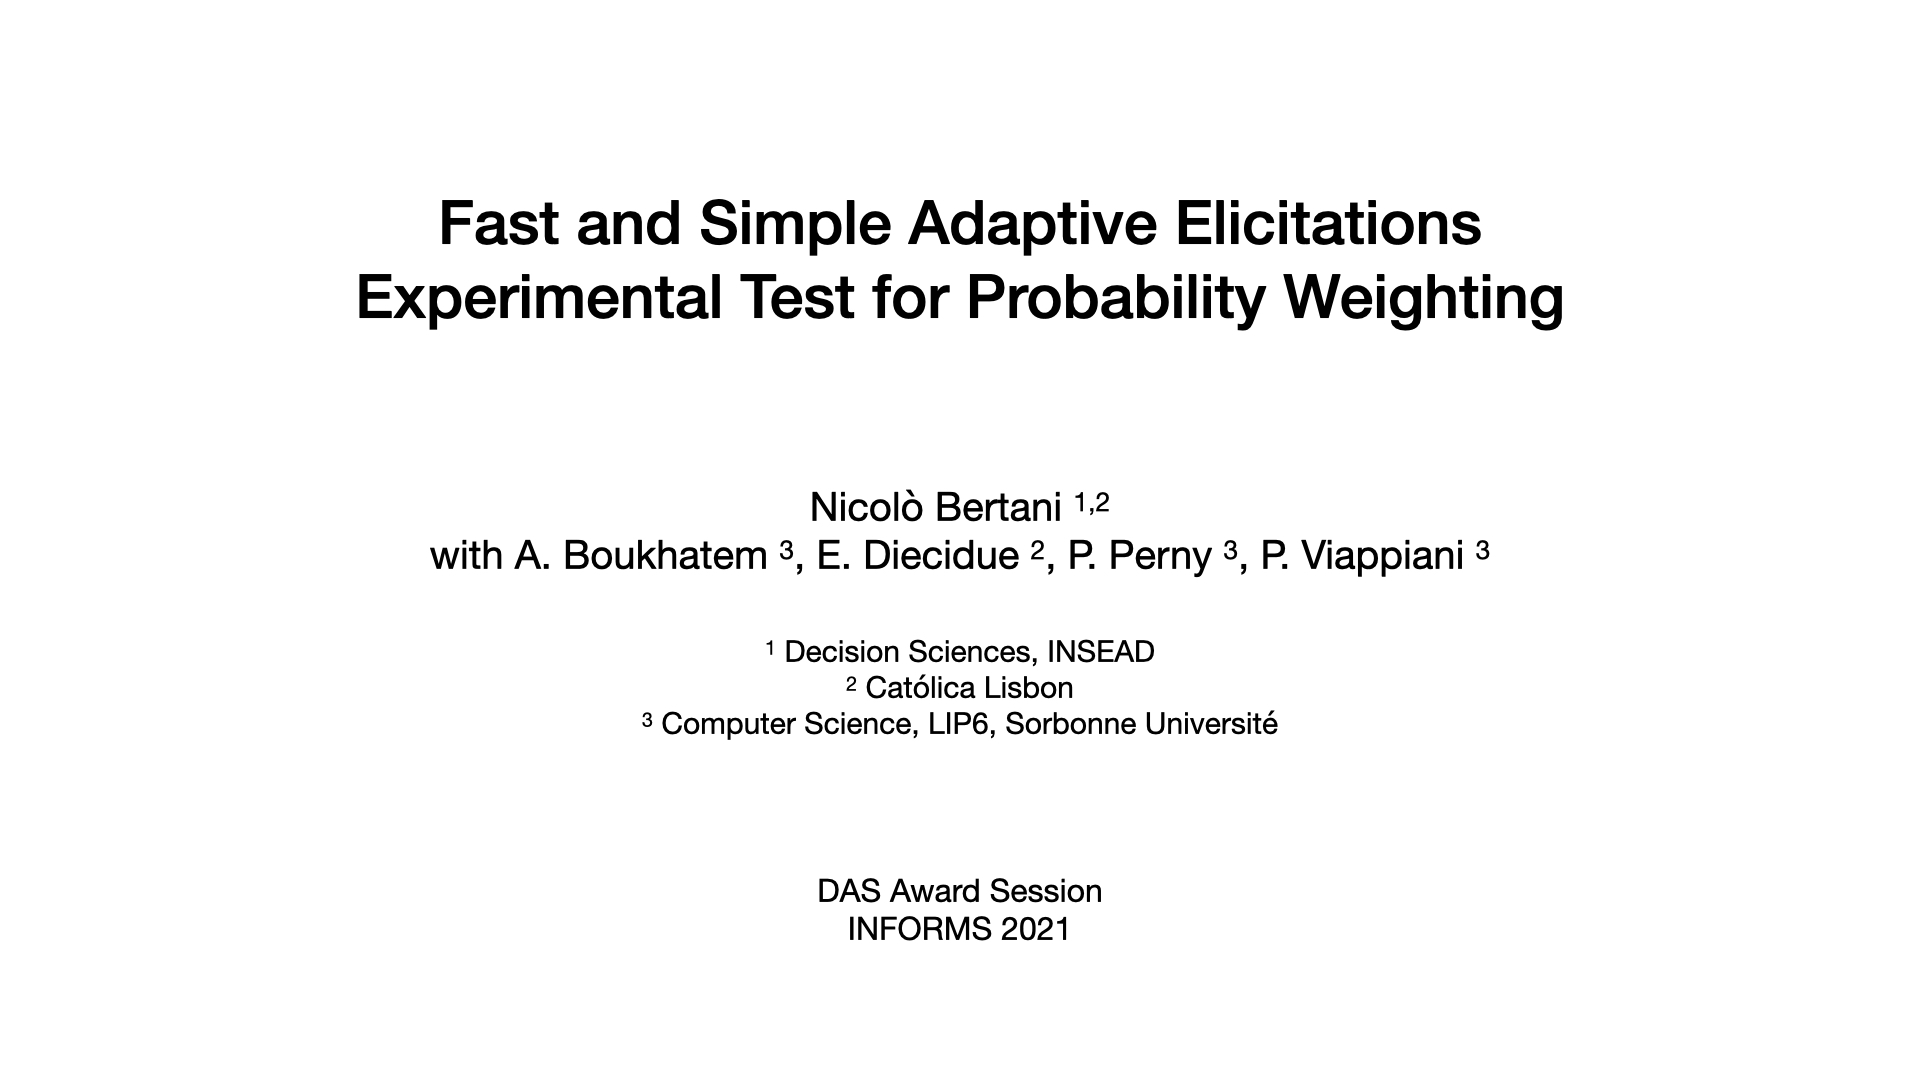 Fast and Simple Adaptive Elicitations
Experimental Test for Probability Weighting
Nicolò Bertani 1,2
with A. Boukhatem 3, E. Diecidue 2, P. Perny 3, P. Viappiani 3
1 Decision Sciences, INSEAD
2 Católica Lisbon
3 Computer Science, LIP6, Sorbonne Université
DAS Award Session
INFORMS 2021